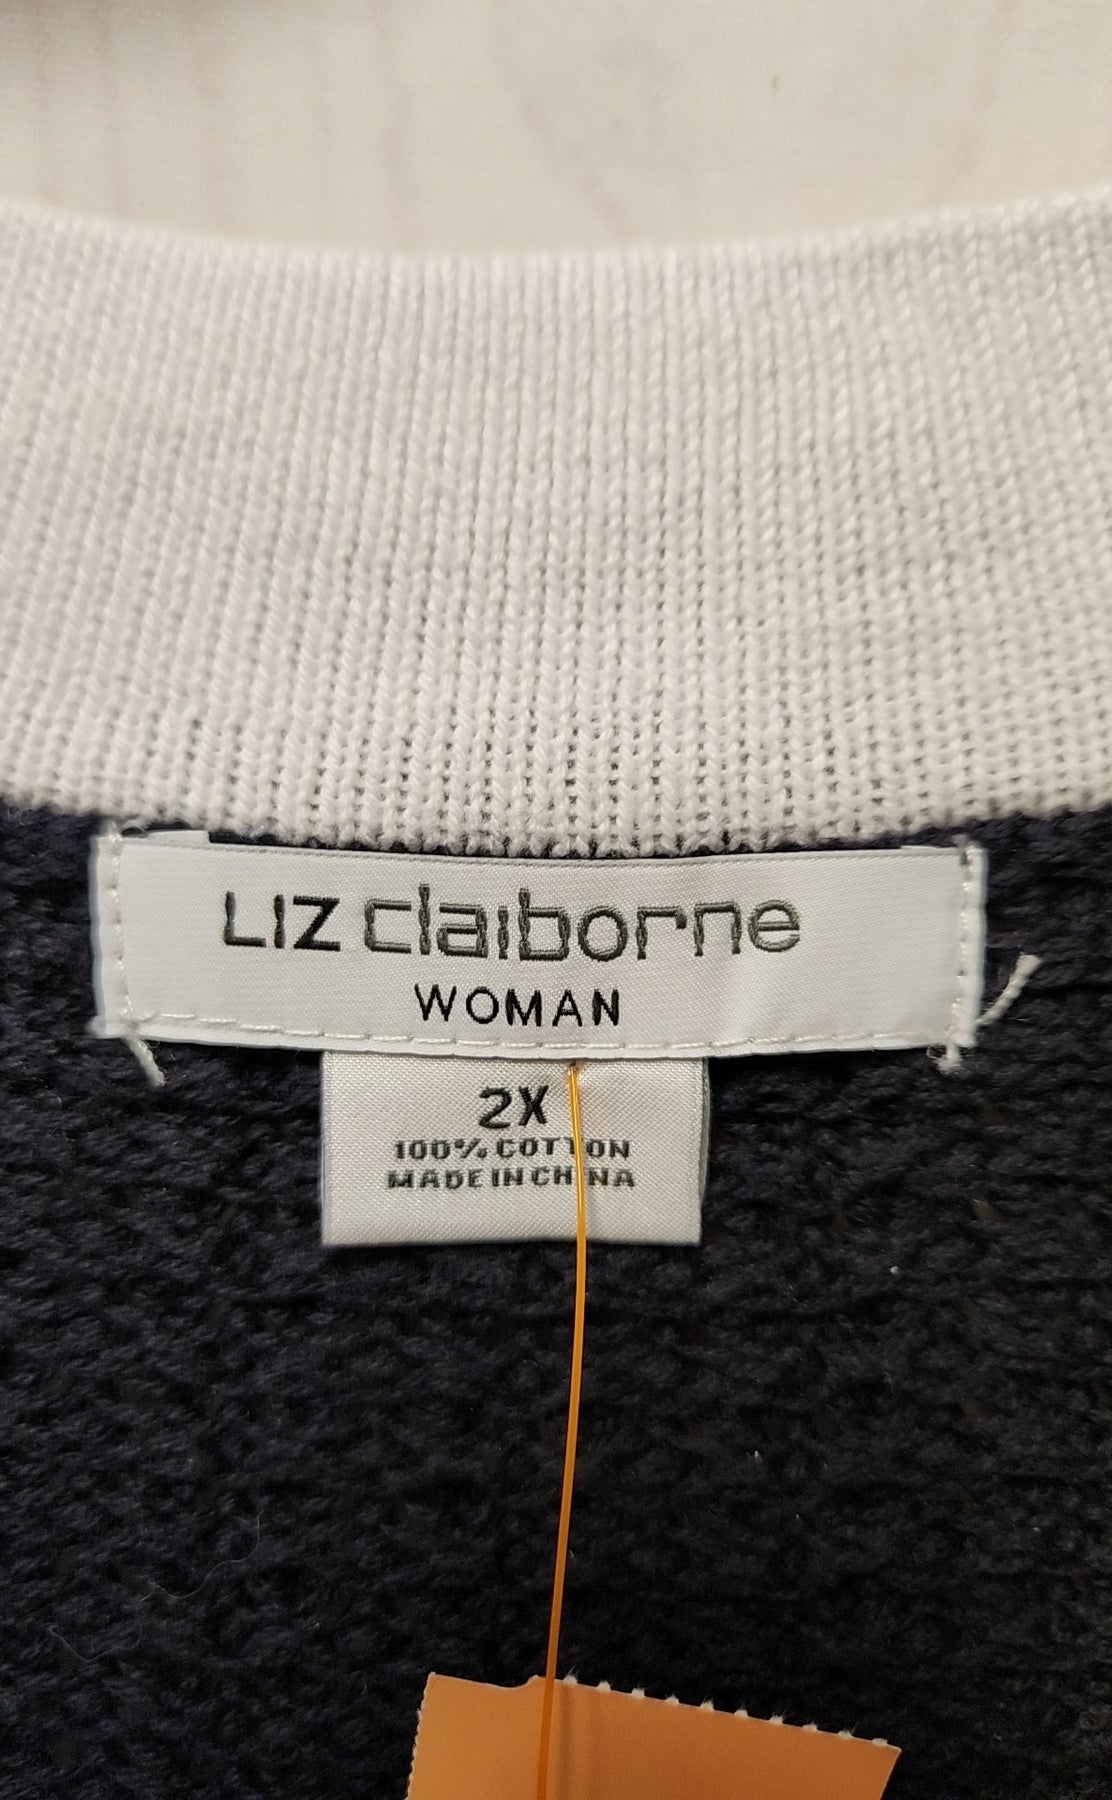 LIZ claiborne
WOMAN
2X
100% COTTON
MADE IN CHINA